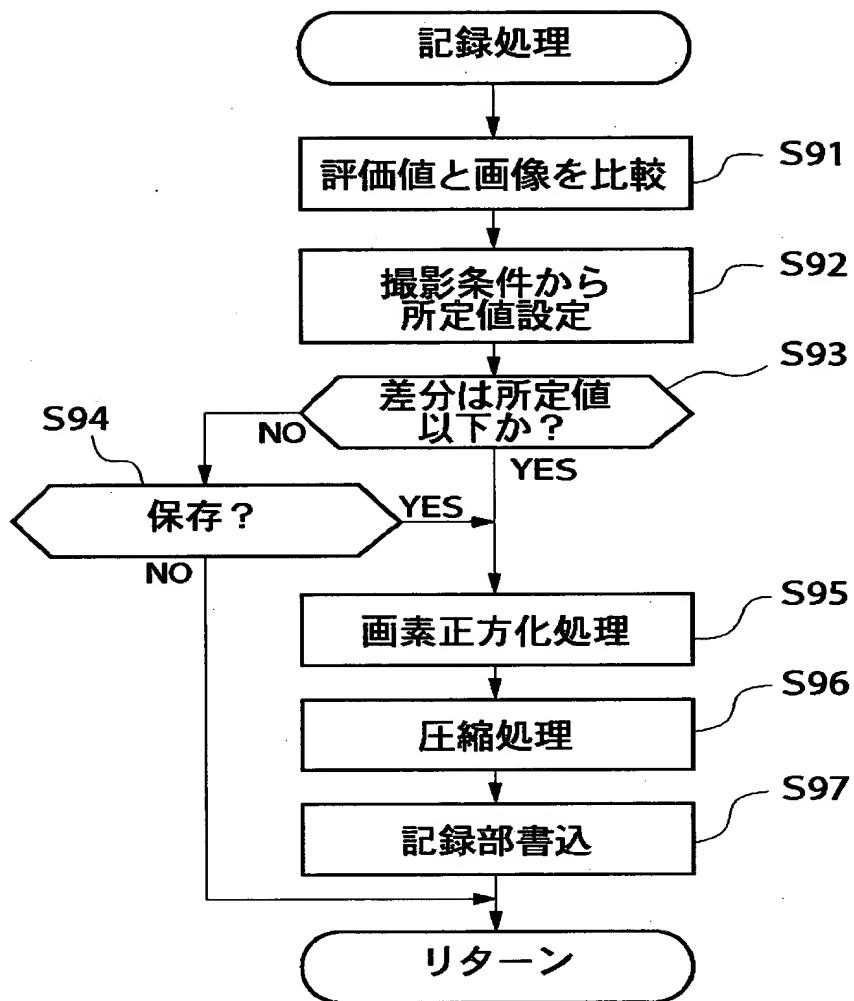 記録処理
評価値と画像を比較
S91
撮影条件から
所定値設定
S92
差分は所定値
以下か？
S93
NO
YES
S94
保存？
YES
NO
画素正方化処理
S95
圧縮処理
S96
記録部書込
S97
リターン